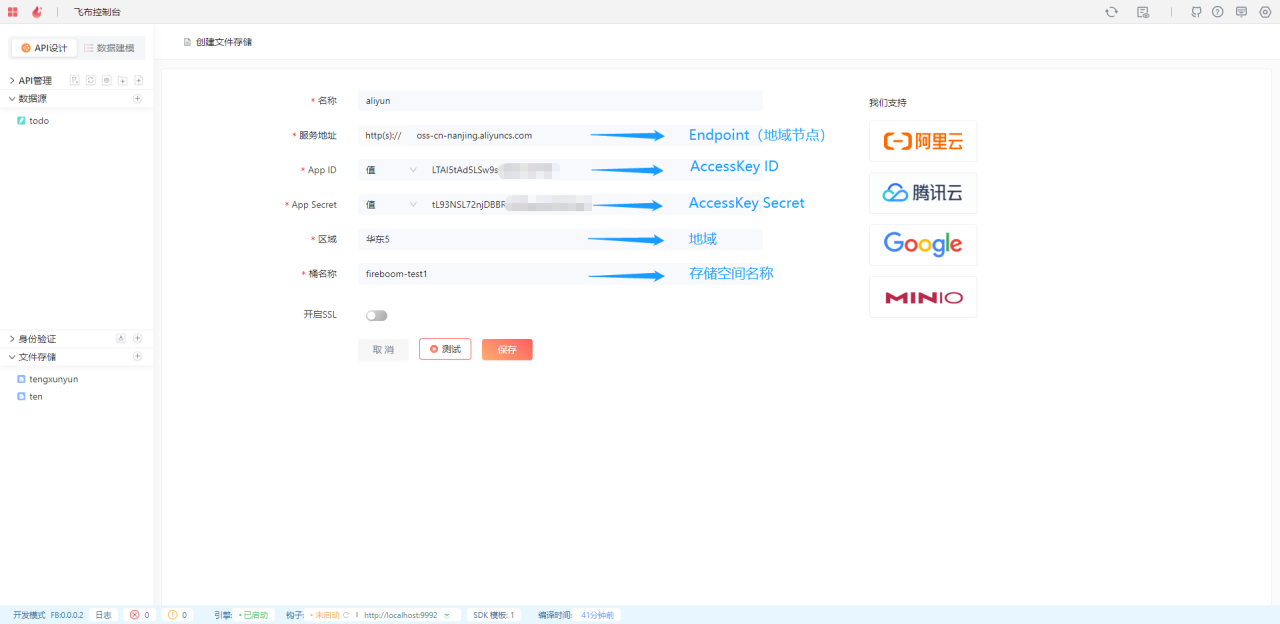 飞布控制台
API设计 数据建模
创建文件存储
API管理
数据源
todo
身份验证
文件存储
tengxunyun
ten
* 名称 aliyun
* 服务地址 http(s):// oss-cn-nanjing.aliyuncs.com Endpoint（地域节点）
* App ID 值 LTAI5tAd5LSw9s AccessKey ID
* App Secret 值 tL93NSL72njDBBR AccessKey Secret
* 区域 华东5 地域
* 桶名称 fireboom-test1 存储空间名称
开启SSL
取 消 测试 保存
我们支持
阿里云
腾讯云
Google
MINIO
开发模式 FB:0.0.0.2 日志 0 0 引擎: •已启动 钩子: •未启动 http://localhost:9992 SDK 模板: 1 编译时间: 41分钟前